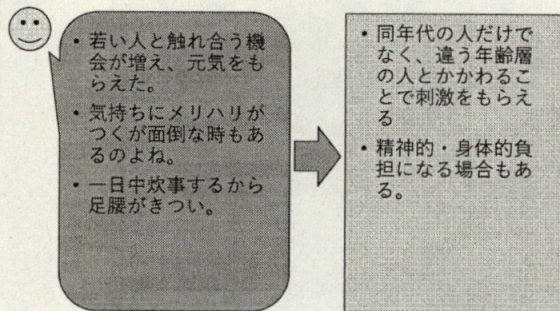 • 若い人と触れ合う機
会が増え、元気をも
らえた。
• 気持ちにメリハリが
つくが面倒な時もあ
るのよね。
• 一日中炊事するから
足腰がきつい。
• 同年代の人だけで
なく、違う年齢層
の人とかかわるこ
とで刺激をもらえ
る
• 精神的・身体的負
担になる場合もあ
る。